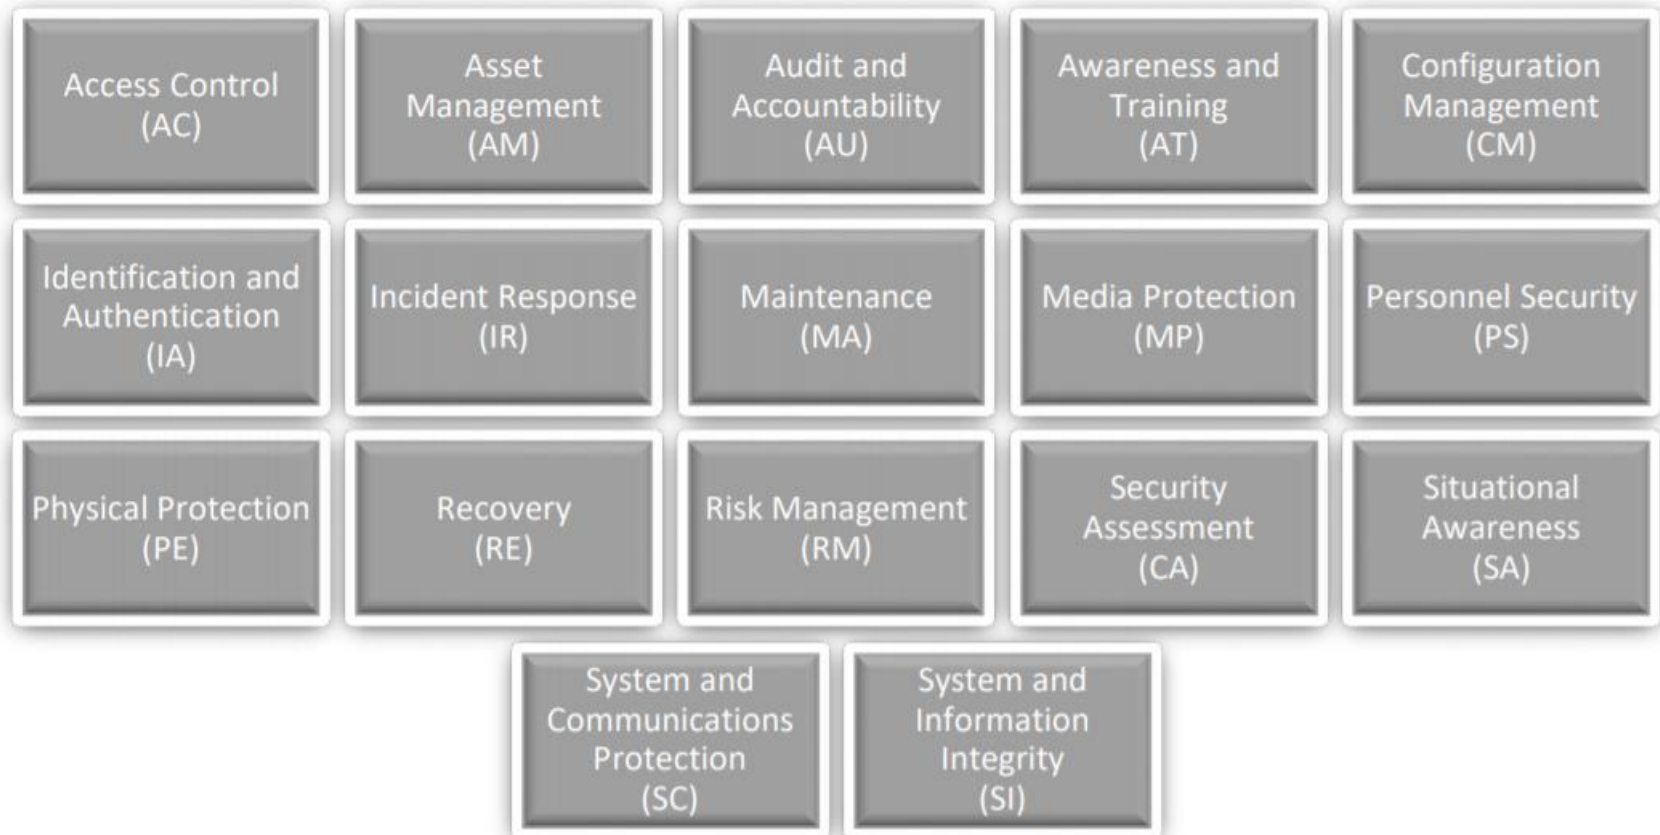 Access Control
(AC)
Asset
Management
(AM)
Audit and
Accountability
(AU)
Awareness and
Training
(AT)
Configuration
Management
(CM)
Identification and
Authentication
(IA)
Incident Response
(IR)
Maintenance
(MA)
Media Protection
(MP)
Personnel Security
(PS)
Physical Protection
(PE)
Recovery
(RE)
Risk Management
(RM)
Security
Assessment
(CA)
Situational
Awareness
(SA)
System and
Communications
Protection
(SC)
System and
Information
Integrity
(SI)